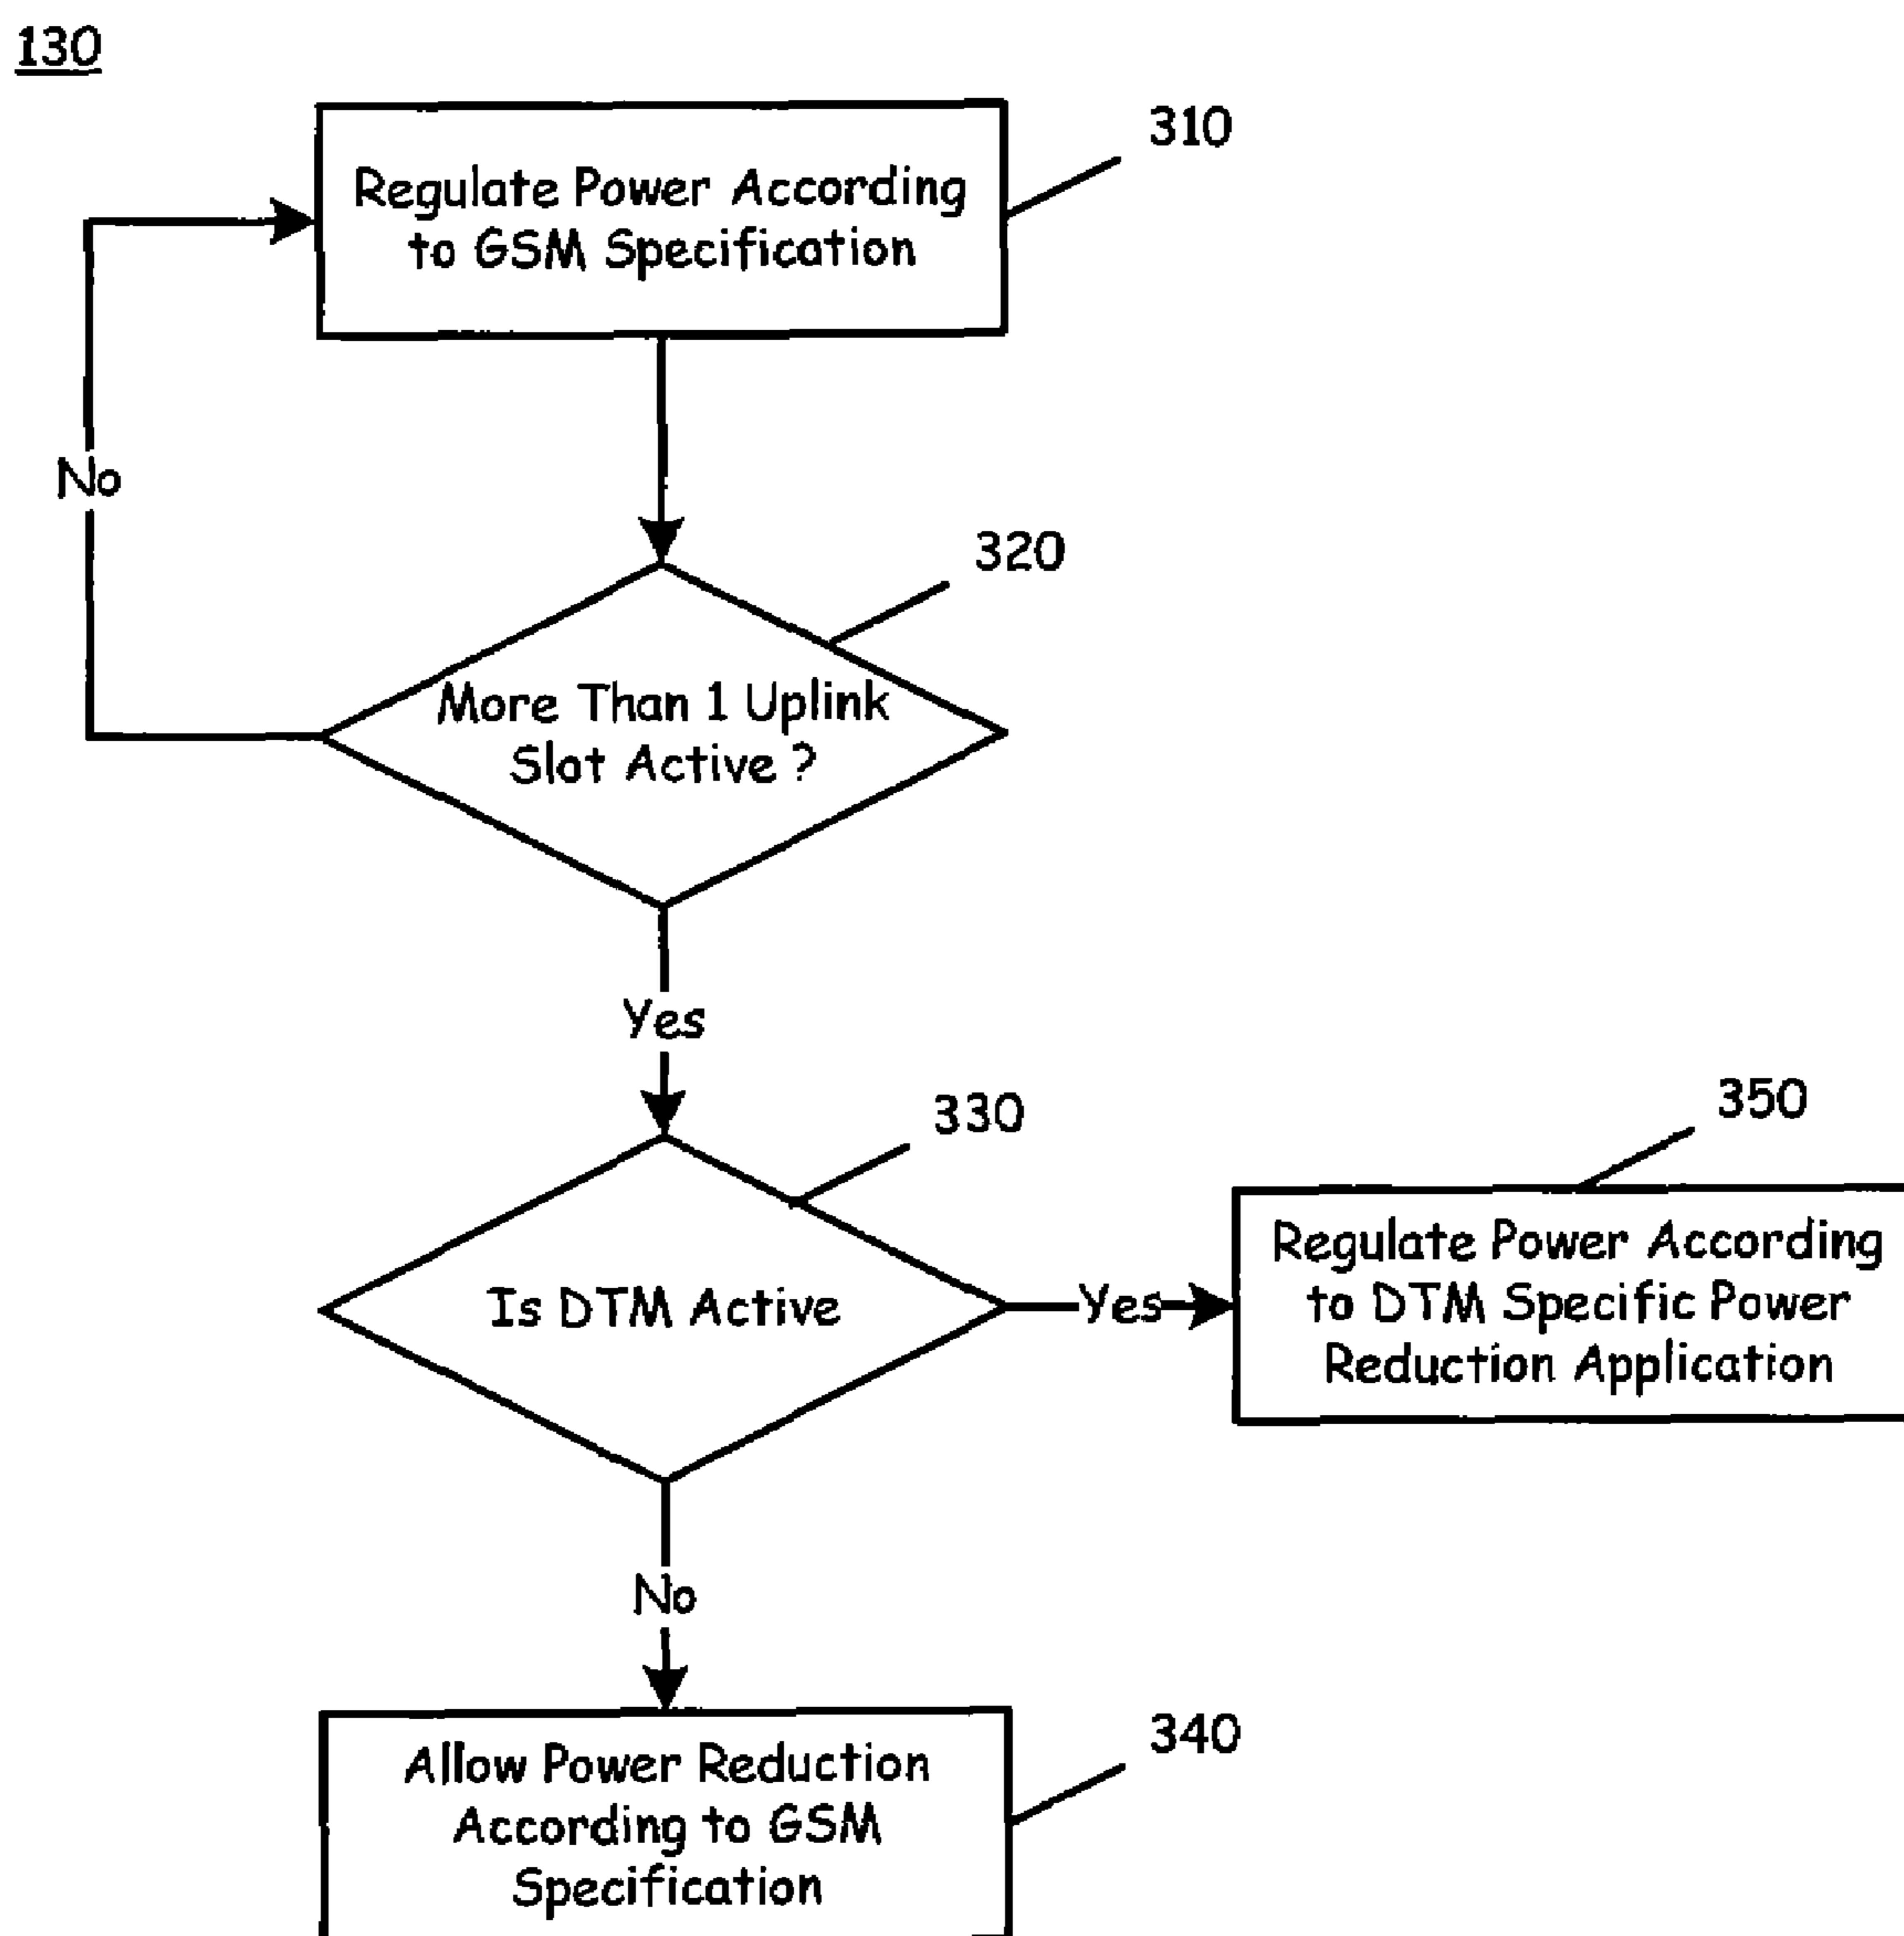 130
310
Regulate Power According
to GSM Specification
No
320
More Than 1 Uplink
Slot Active ?
Yes
330
350
Is DTM Active
Yes
Regulate Power According
to DTM Specific Power
Reduction Application
No
340
Allow Power Reduction
According to GSM
Specification